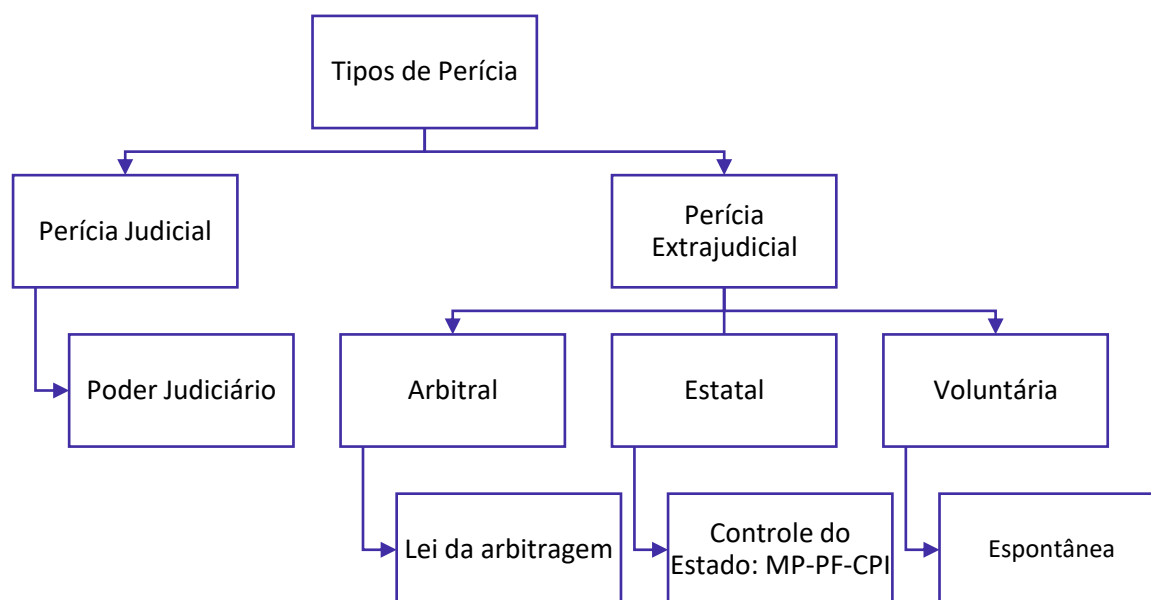 Tipos de Perícia
Perícia Judicial
Perícia
Extrajudicial
Poder Judiciário
Arbitral
Estatal
Voluntária
Lei da arbitragem
Controle do
Estado: MP-PF-CPI
Espontânea